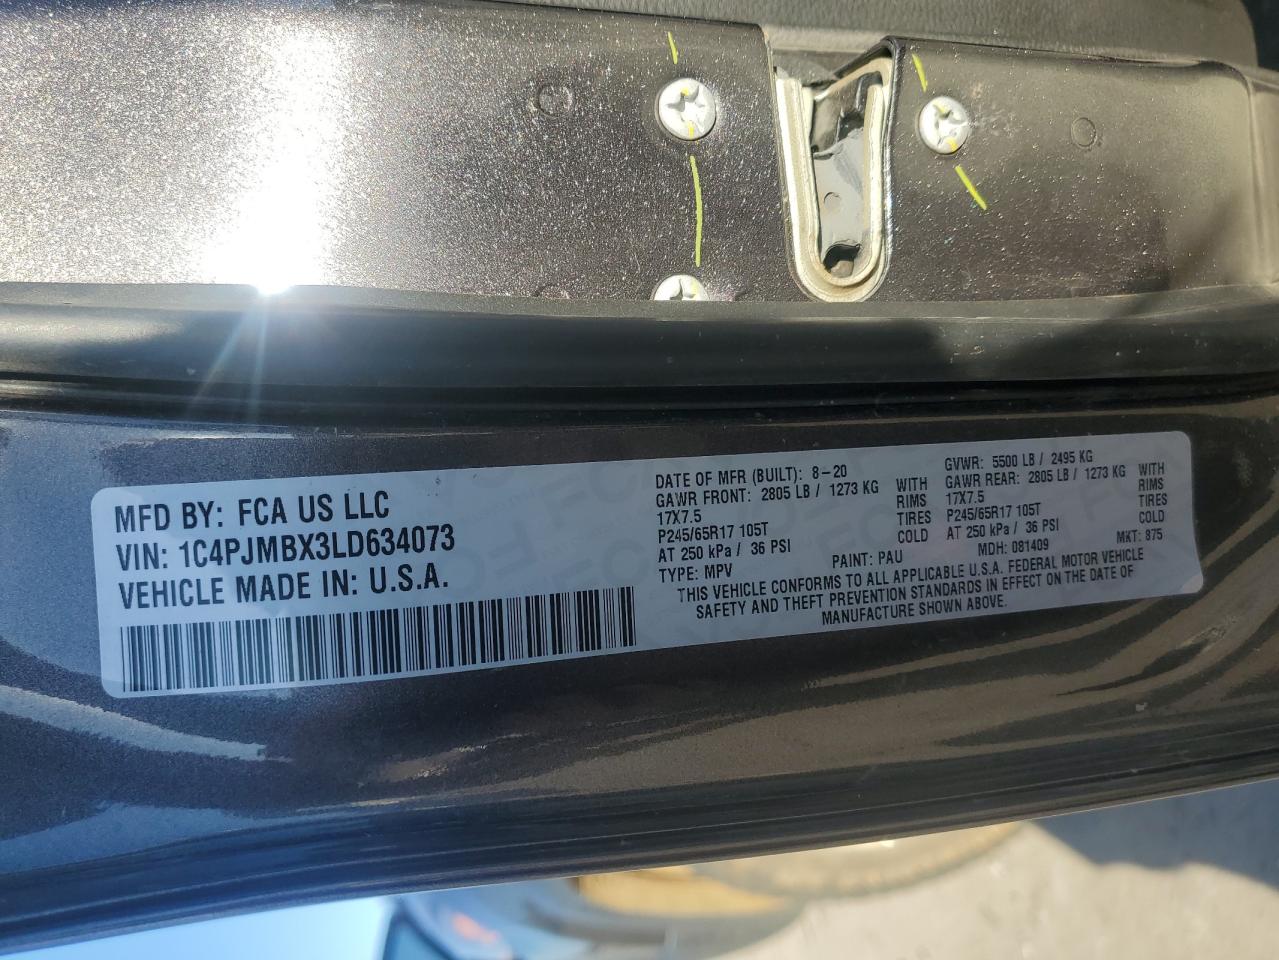 MFD BY: FCA US LLC
VIN: 1C4PJMBX3LD634073
VEHICLE MADE IN: U.S.A.
DATE OF MFR (BUILT): 8-20
GAWR FRONT: 2805 LB / 1273 KG WITH
17X7.5 RIMS
P245/65R17 105T TIRES
AT 250 kPa / 36 PSI COLD
TYPE: MPV PAINT: PAU
GVWR: 5500 LB / 2495 KG
GAWR REAR: 2805 LB / 1273 KG WITH
17X7.5 RIMS
P245/65R17 105T TIRES
AT 250 kPa / 36 PSI COLD
MDH: 081409 MKT: 875
THIS VEHICLE CONFORMS TO ALL APPLICABLE U.S.A. FEDERAL MOTOR VEHICLE
SAFETY AND THEFT PREVENTION STANDARDS IN EFFECT ON THE DATE OF
MANUFACTURE SHOWN ABOVE.